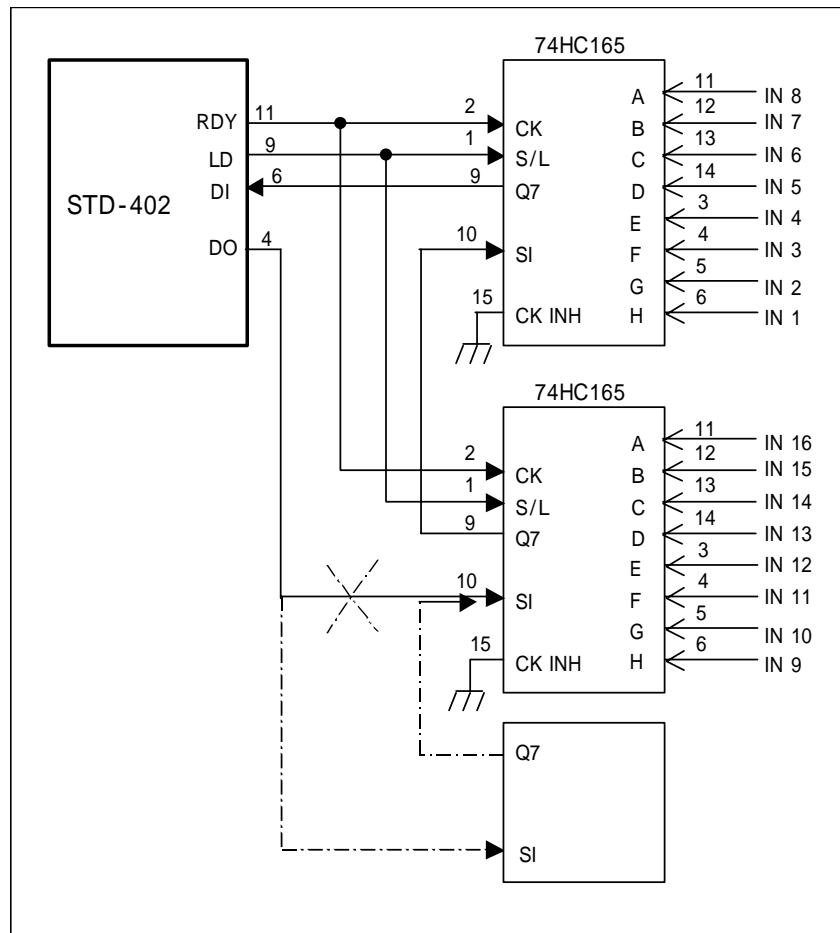 74HC165
STD-402
RDY 11
LD 9
DI 6
DO 4
2 CK
1 S/L
9 Q7
10 SI
15 CK INH
A 11 IN 8
B 12 IN 7
C 13 IN 6
D 14 IN 5
E 3 IN 4
F 4 IN 3
G 5 IN 2
H 6 IN 1
74HC165
2 CK
1 S/L
9 Q7
10 SI
15 CK INH
A 11 IN 16
B 12 IN 15
C 13 IN 14
D 14 IN 13
E 3 IN 12
F 4 IN 11
G 5 IN 10
H 6 IN 9
Q7
SI